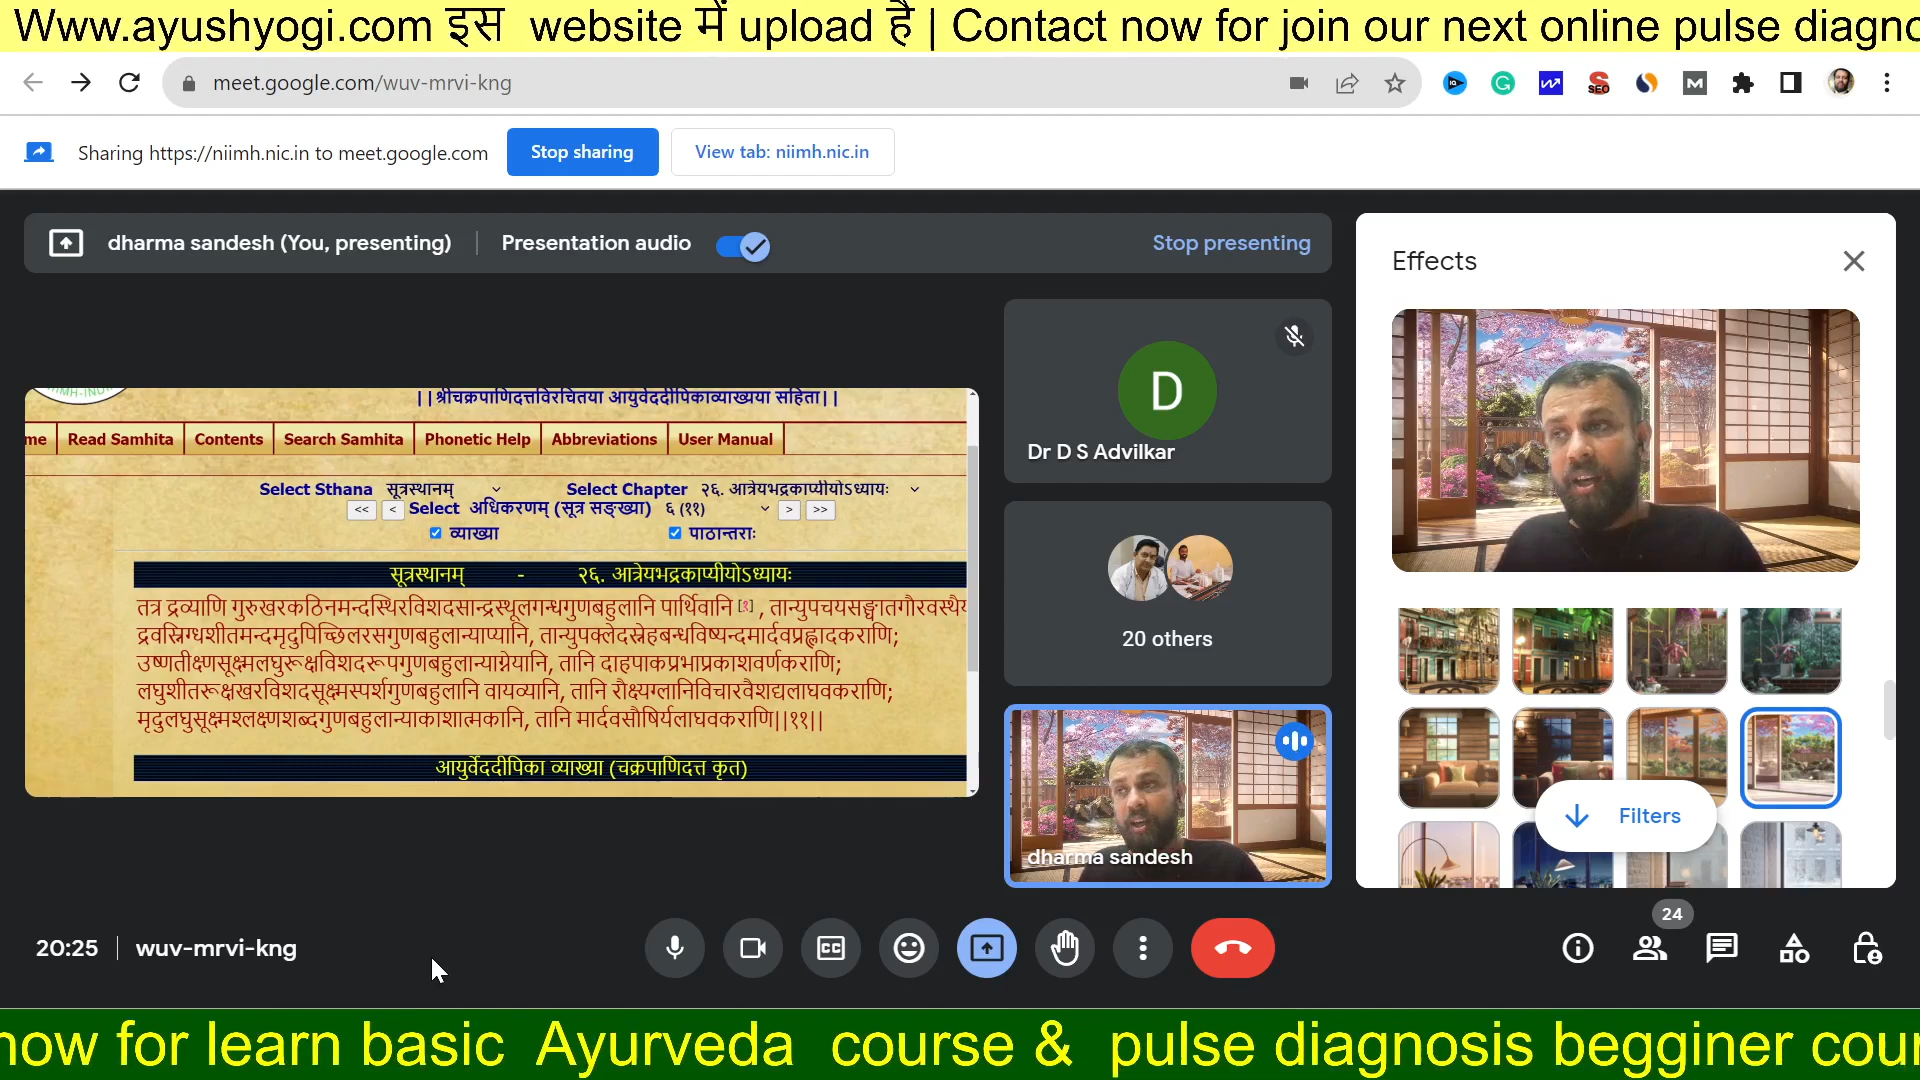 Www.ayushyogi.com इस website में upload है | Contact now for join our next online pulse diagno
meet.google.com/wuv-mrvi-kng
Sharing https://niimh.nic.in to meet.google.com
Stop sharing
View tab: niimh.nic.in
dharma sandesh (You, presenting)
Presentation audio
Stop presenting
Effects
||श्रीचक्रपाणिदत्तविरचितया आयुर्वेददीपिकाव्याख्यया सहिता||
me
Read Samhita
Contents
Search Samhita
Phonetic Help
Abbreviations
User Manual
Select Sthana सूत्रस्थानम्
Select Chapter २६. आत्रेयभद्रकाप्यीयोऽध्यायः
<< < Select अधिकरणम् (सूत्र सङ्ख्या) ६ (११) > >>
व्याख्या
पाठान्तराः
सूत्रस्थानम् - २६. आत्रेयभद्रकाप्यीयोऽध्यायः
तत्र द्रव्याणि गुरुखरकठिनमन्दस्थिरविशदसान्द्रस्थूलगन्धगुणबहुलानि पार्थिवानि [१] , तान्युपचयसङ्घातगौरवस्थै
द्रवस्निग्धशीतमन्दमृदुपिच्छिलरसगुणबहुलान्याप्यानि, तान्युपक्लेदस्नेहबन्धविष्यन्दमार्दवप्रह्लादकराणि;
उष्णतीक्ष्णसूक्ष्मलघुरूक्षविशदरूपगुणबहुलान्याग्नेयानि, तानि दाहपाकप्रभाप्रकाशवर्णकराणि;
लघुशीतरूक्षखरविशदसूक्ष्मस्पर्शगुणबहुलानि वायव्यानि, तानि रौक्ष्यग्लानिविचारवैशद्यलाघवकराणि;
मृदुलघुसूक्ष्मश्लक्ष्णशब्दगुणबहुलान्याकाशात्मकानि, तानि मार्दवसौषिर्यलाघवकराणि||११||
आयुर्वेददीपिका व्याख्या (चक्रपाणिदत्त कृत)
D
Dr D S Advilkar
20 others
dharma sandesh
Filters
20:25
wuv-mrvi-kng
CC
24
now for learn basic Ayurveda course & pulse diagnosis begginer cour